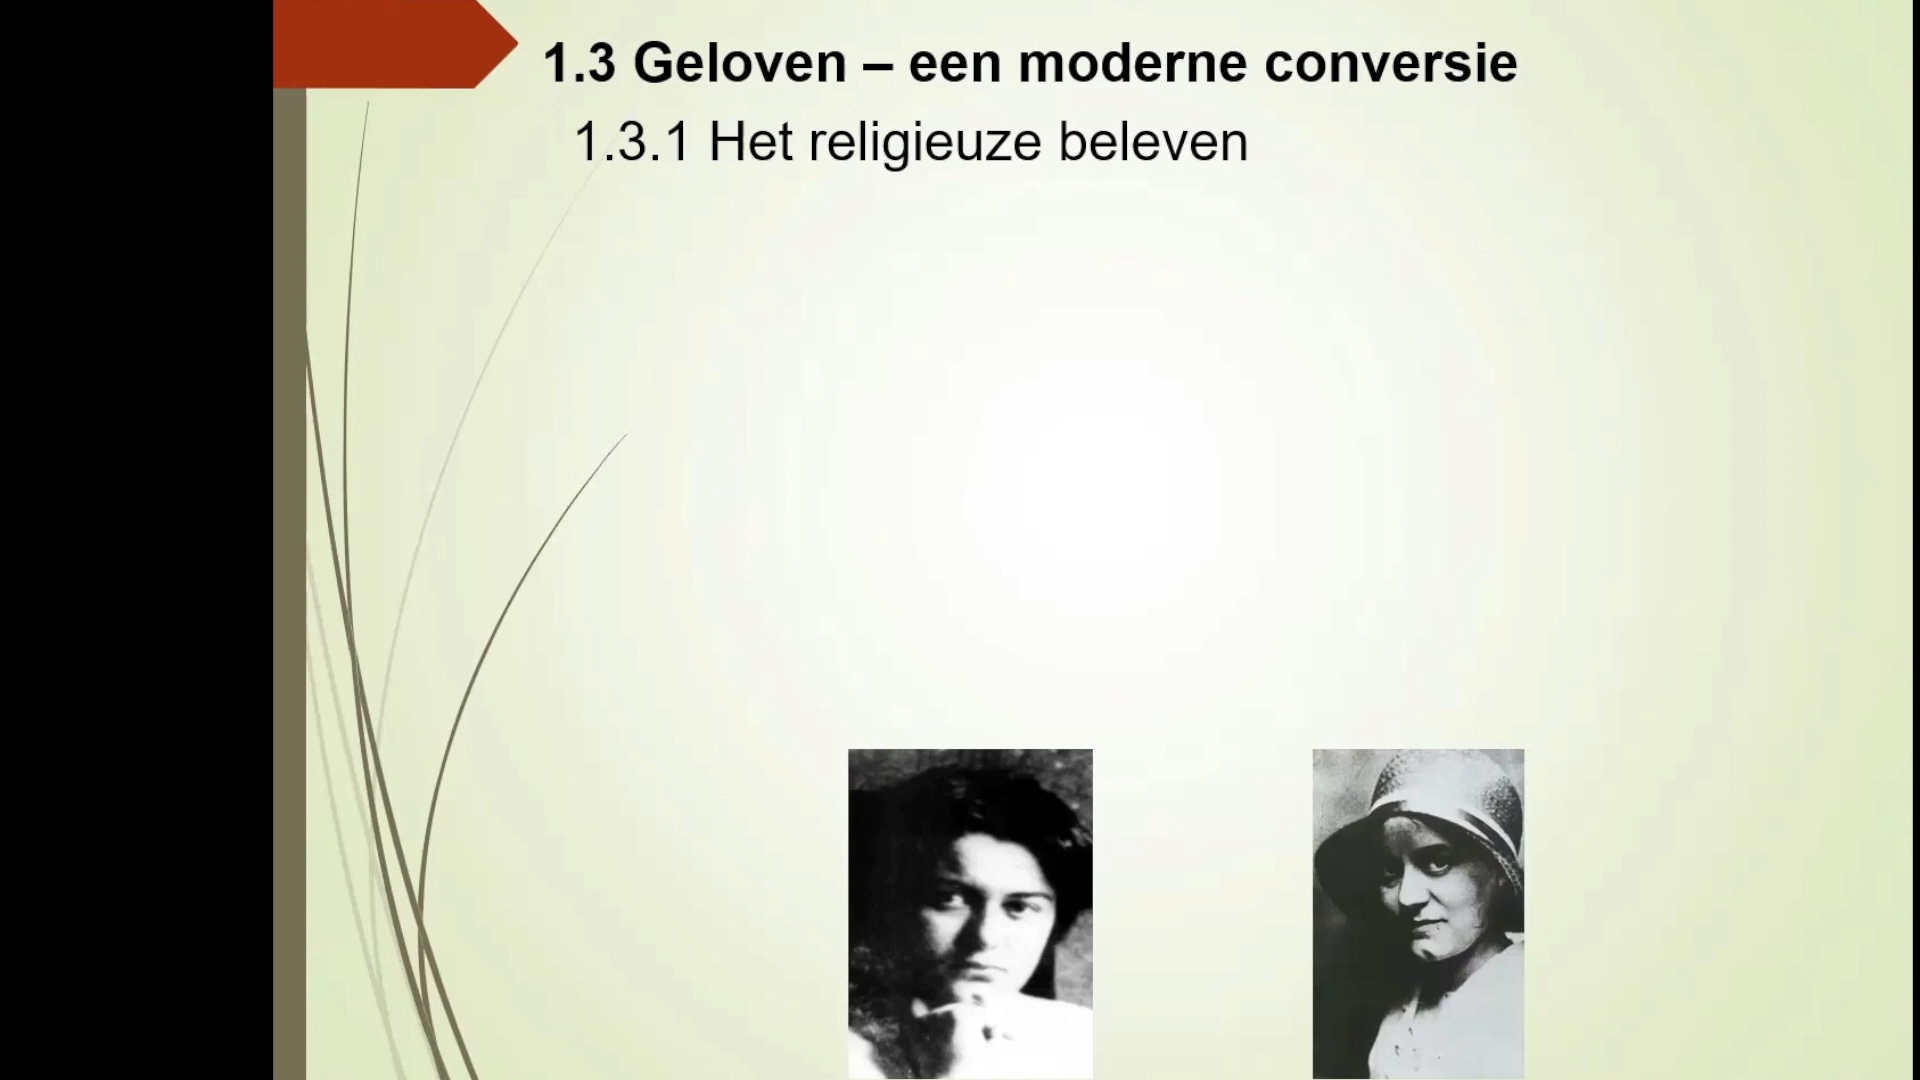 1.3 Geloven – een moderne conversie
1.3.1 Het religieuze beleven